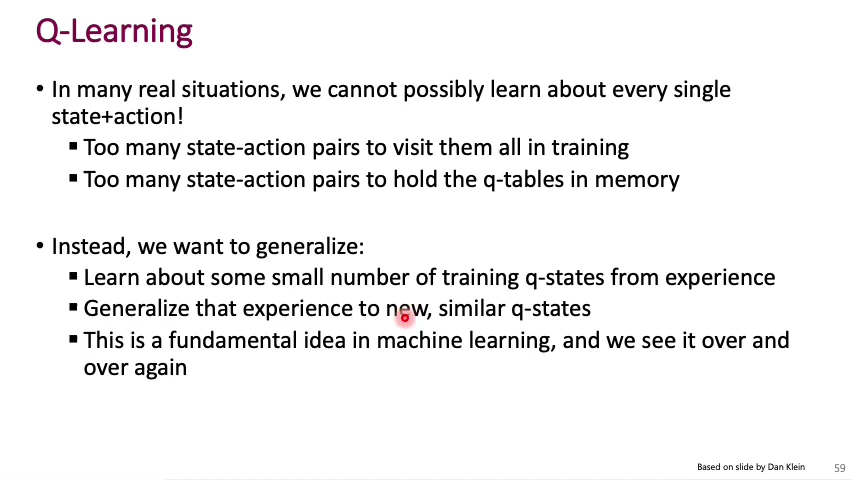 Q-Learning
• In many real situations, we cannot possibly learn about every single
state+action!
▪ Too many state-action pairs to visit them all in training
▪ Too many state-action pairs to hold the q-tables in memory
• Instead, we want to generalize:
▪ Learn about some small number of training q-states from experience
▪ Generalize that experience to new, similar q-states
▪ This is a fundamental idea in machine learning, and we see it over and
over again
Based on slide by Dan Klein
59